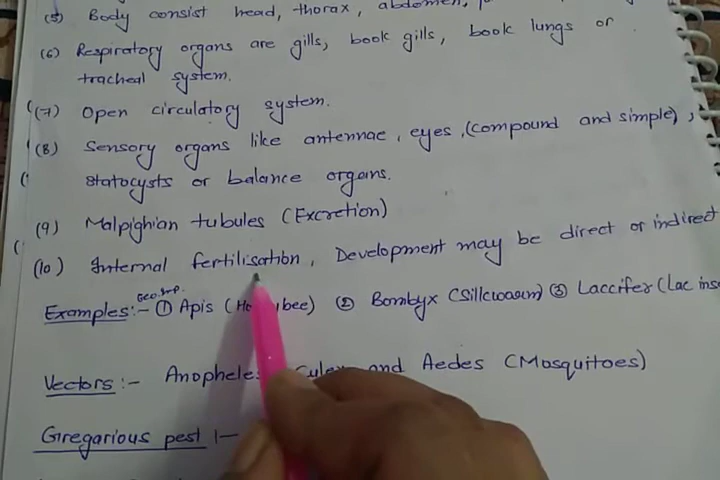 (5) Body consist head, thorax, abdomen,
(6) Respiratory organs are gills, book gills, book lungs or
tracheal system.
(7) Open circulatory system.
(8) Sensory organs like antennae, eyes, (compound and simple),
statocysts or balance organs.
(9) Malpighian tubules (Excretion)
(10) Internal fertilisation, Development may be direct or indirect
Eco.Imp.
Examples:- ① Apis (Ho bee) ② Bombyx (Silkworm) ③ Laccifer (Lac ins
Vectors:- Anopheles, Culex and Aedes (Mosquitoes)
Gregarious pest :-